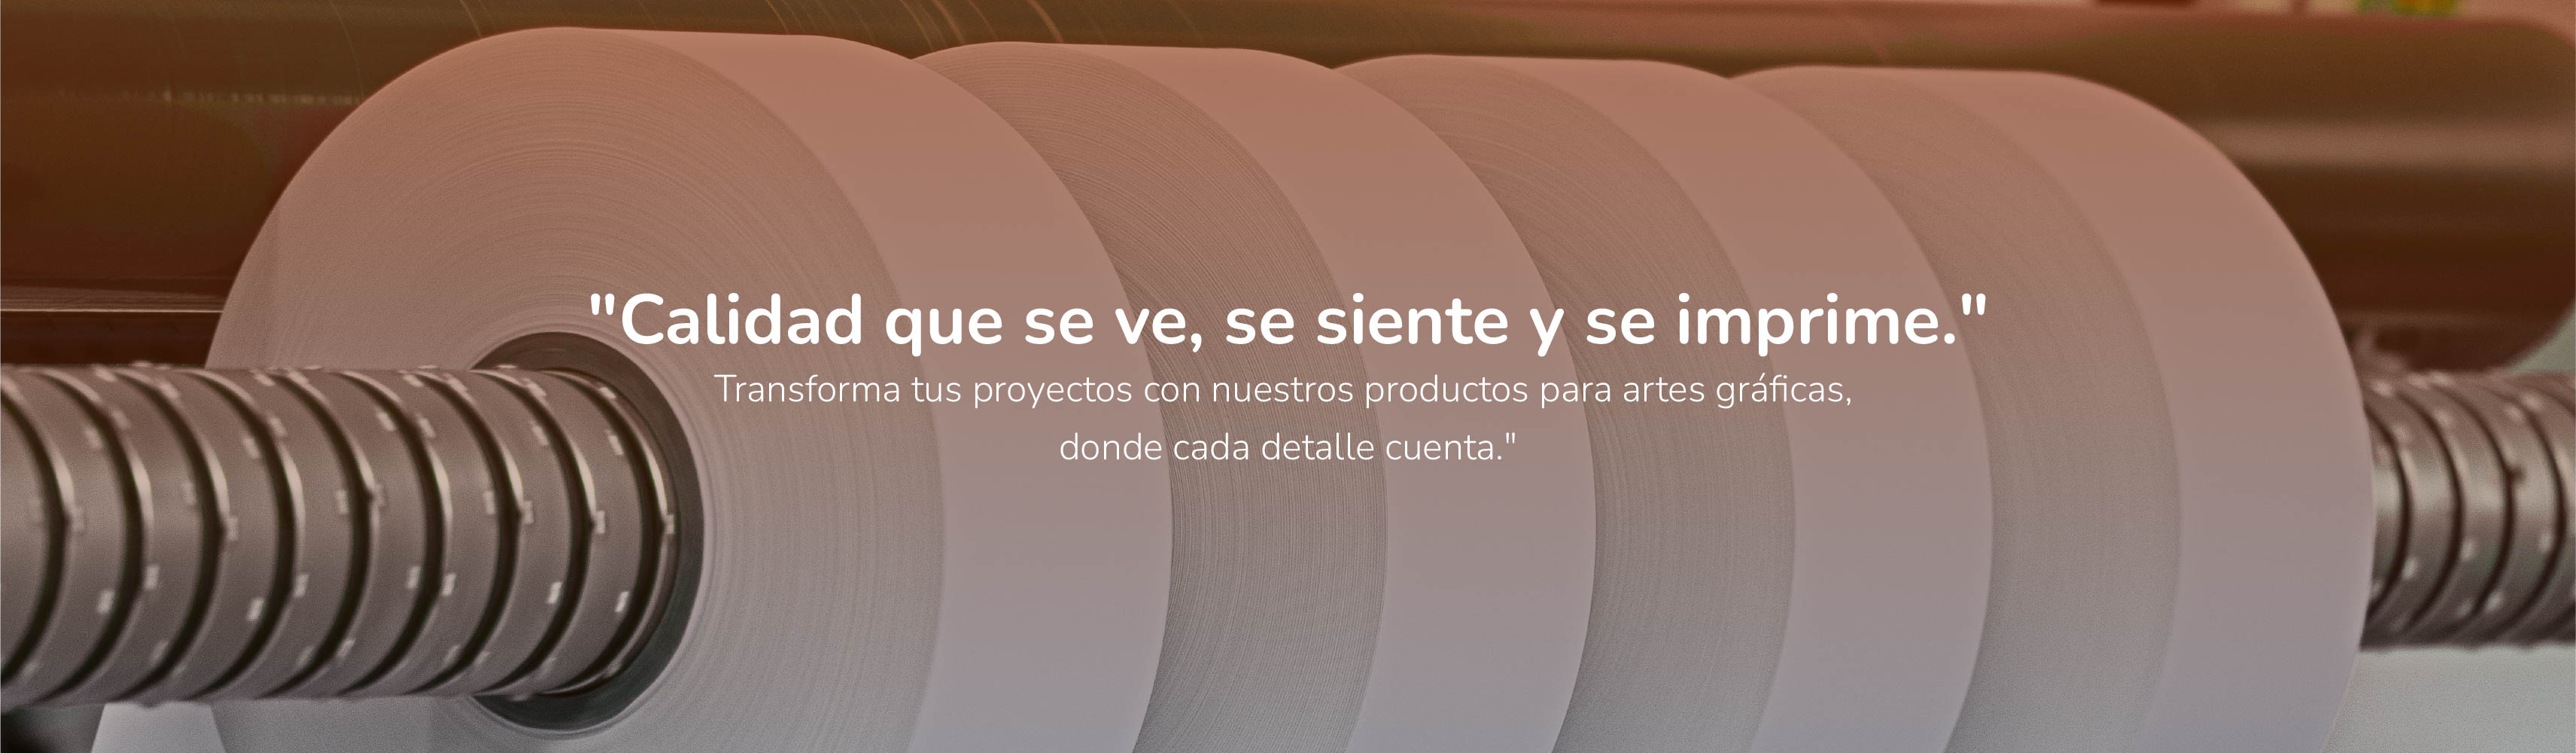 "Calidad que se ve, se siente y se imprime."
Transforma tus proyectos con nuestros productos para artes gráficas,
donde cada detalle cuenta."